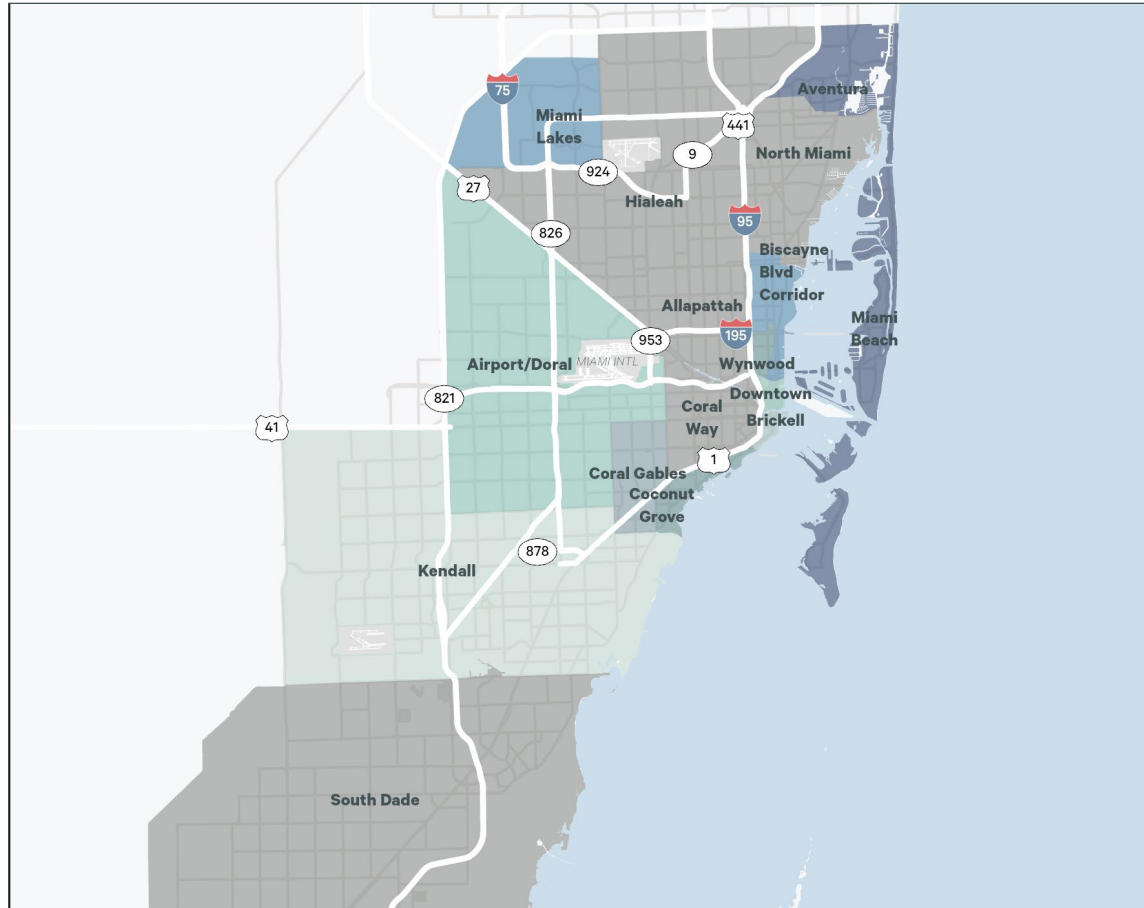 Aventura
75
Miami
Lakes
441
North Miami
9
924
27
Hialeah
95
826
Biscayne
Blvd
Corridor
Allapattah
Miami
Beach
195
953
Airport/Doral
MIAMI INTL
Wynwood
Downtown
821
Coral
Way
Brickell
41
1
Coral Gables
Coconut
Grove
878
Kendall
South Dade